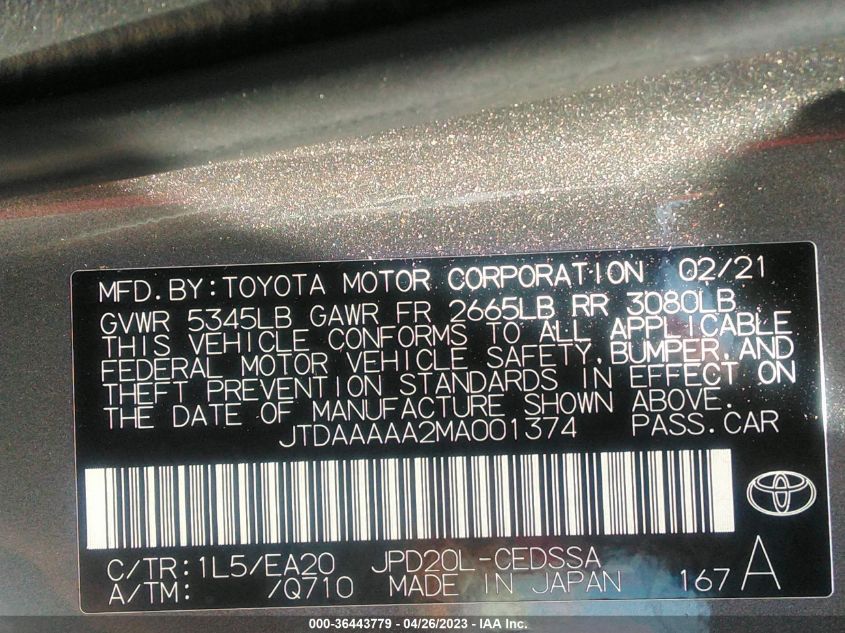 MFD.BY:TOYOTA MOTOR CORPORATION 02/21
GVWR 5345LB GAWR FR 2665LB RR 3080LB
THIS VEHICLE CONFORMS TO ALL APPLICABLE
FEDERAL MOTOR VEHICLE SAFETY,BUMPER,AND
THEFT PREVENTION STANDARDS IN EFFECT ON
THE DATE OF MANUFACTURE SHOWN ABOVE.
JTDAAAAA2MA001374 PASS.CAR
C/TR:1L5/EA20 JPD20L-CEDSSA
A/TM: /Q710 MADE IN JAPAN 167 A
000-36443779 - 04/26/2023 - IAA Inc.